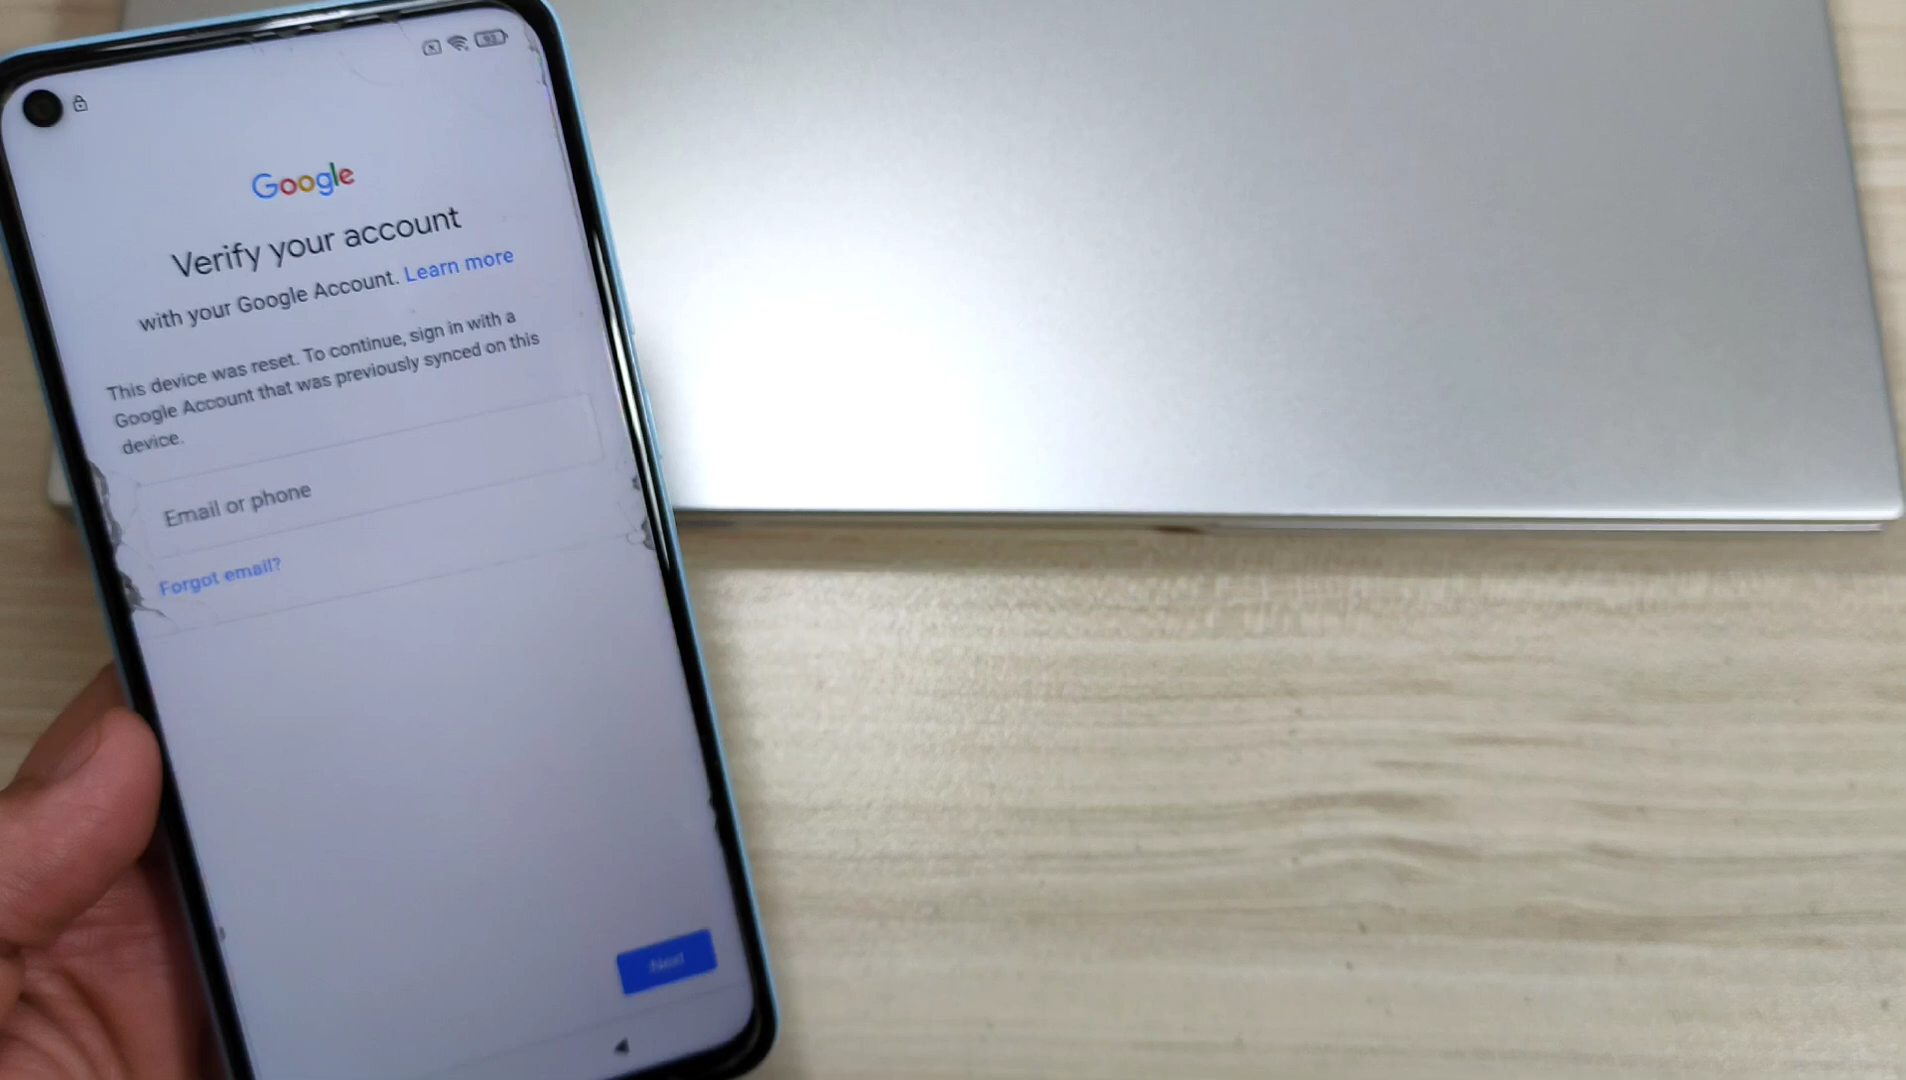 Google
Verify your account
with your Google Account. Learn more
This device was reset. To continue, sign in with a
Google Account that was previously synced on this
device.
Email or phone
Forgot email?
Next